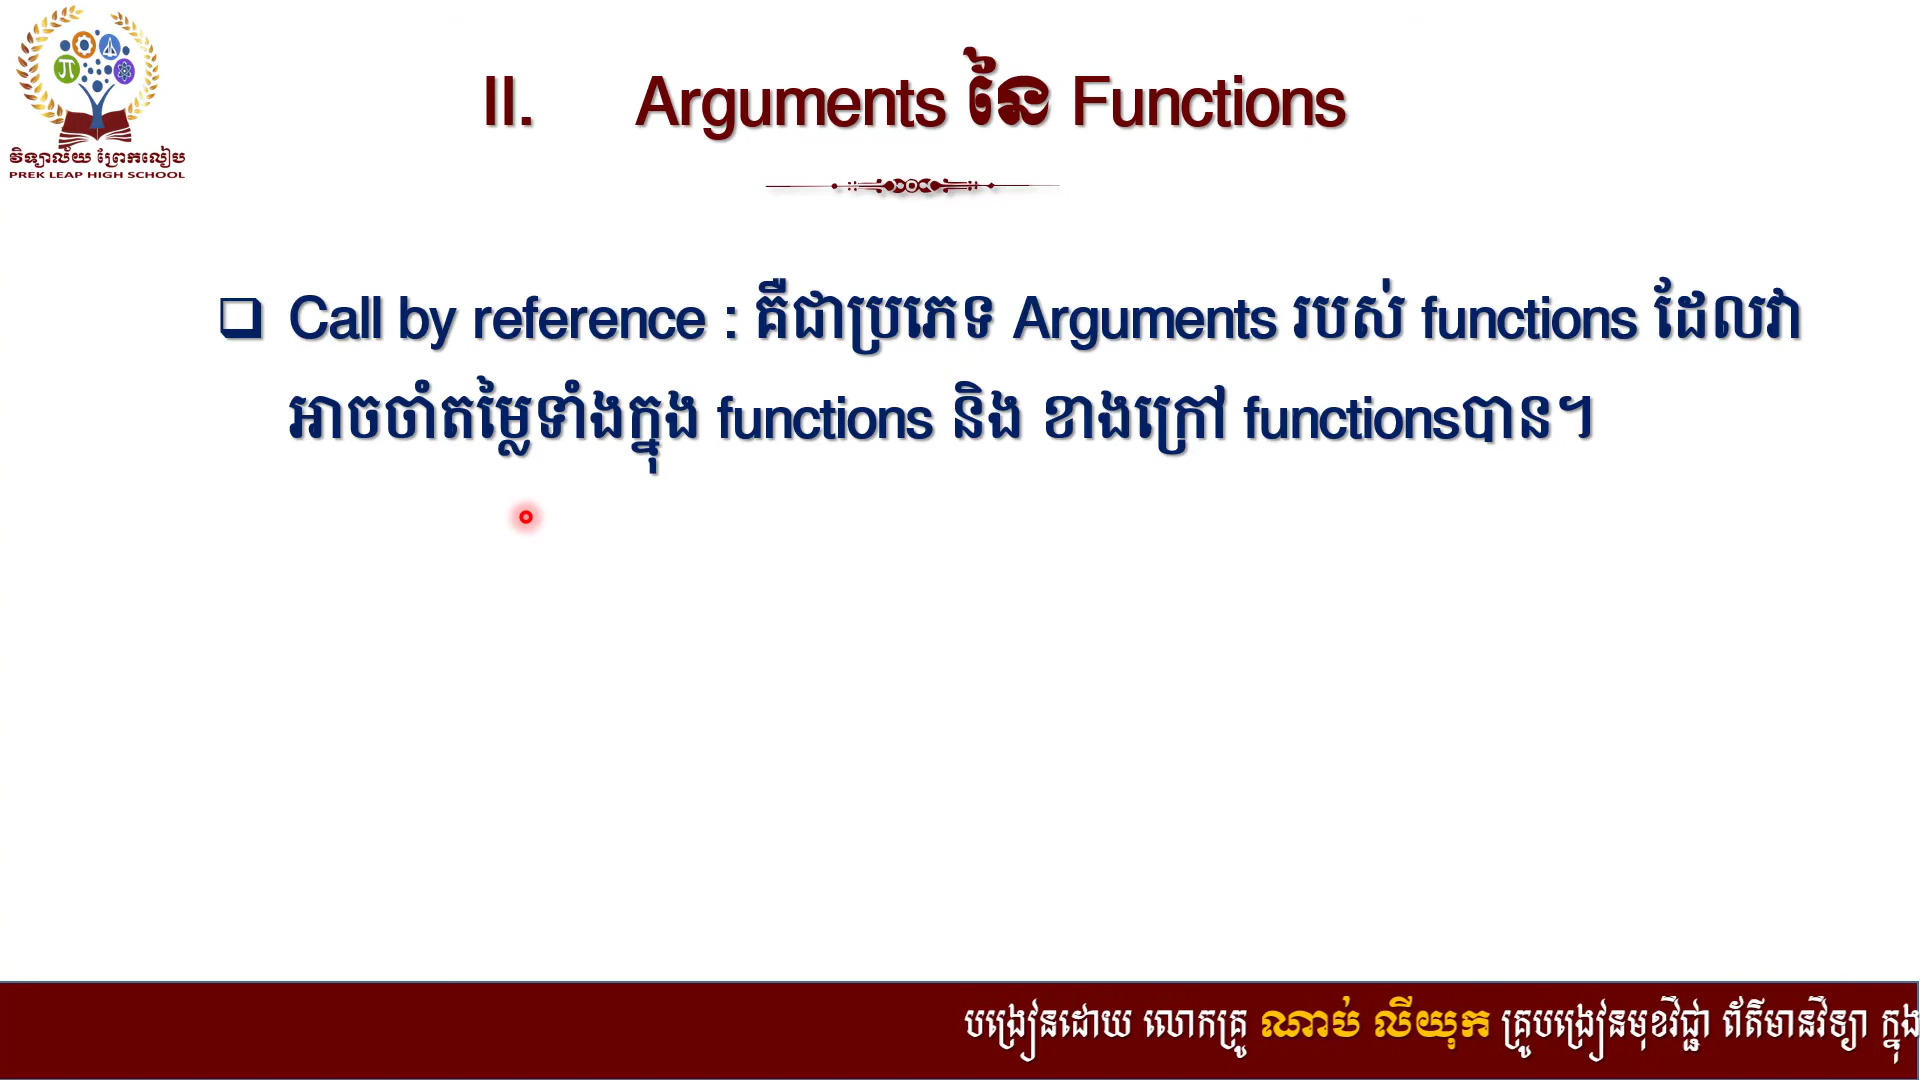 វិទ្យាល័យ ព្រែកលៀប
PREK LEAP HIGH SCHOOL
II. Arguments នៃ Functions
❑ Call by reference : គឺជាប្រភេទ Arguments របស់ functions ដែលវា
អាចចាំតម្លៃទាំងក្នុង functions និង ខាងក្រៅ functionsបាន។
បង្រៀនដោយ លោកគ្រូ ណាប់ លីយុក គ្រូបង្រៀនមុខវិជ្ជា ព័ត៌មានវិទ្យា ក្នុង